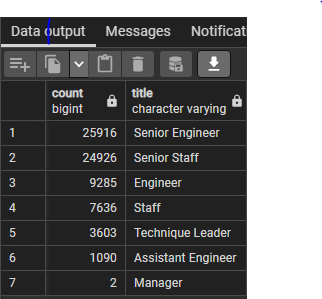 Data output Messages Notificat
count bigint title character varying
1 25916 Senior Engineer
2 24926 Senior Staff
3 9285 Engineer
4 7636 Staff
5 3603 Technique Leader
6 1090 Assistant Engineer
7 2 Manager